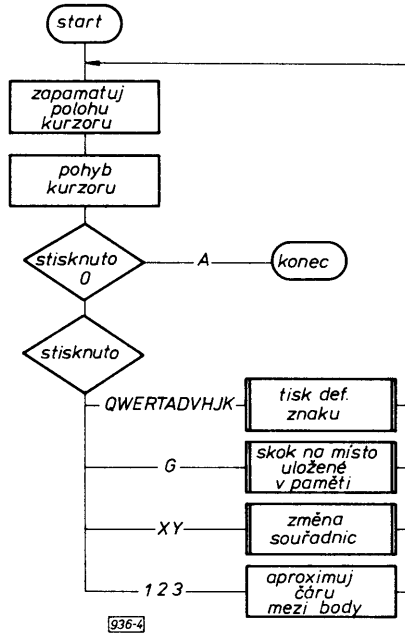 start
zapamatuj
polohu
kurzoru
pohyb
kurzoru
stisknuto
0
A
konec
stisknuto
QWERTADVHJK
tisk def.
znaku
G
skok na místo
uložené
v paměti
XY
změna
souřadnic
1 2 3
aproximuj
čáru
mezi body
936-4